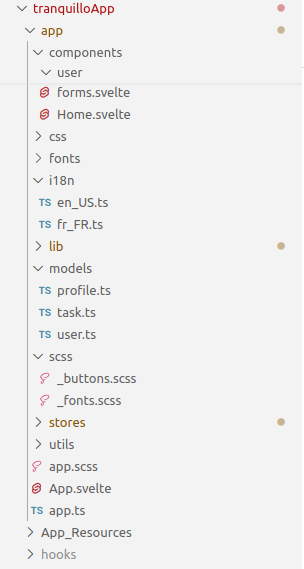 tranquilloApp
app
components
user
forms.svelte
Home.svelte
css
fonts
i18n
TS en_US.ts
TS fr_FR.ts
lib
models
TS profile.ts
TS task.ts
TS user.ts
scss
_buttons.scss
_fonts.scss
stores
utils
app.scss
App.svelte
TS app.ts
App_Resources
hooks